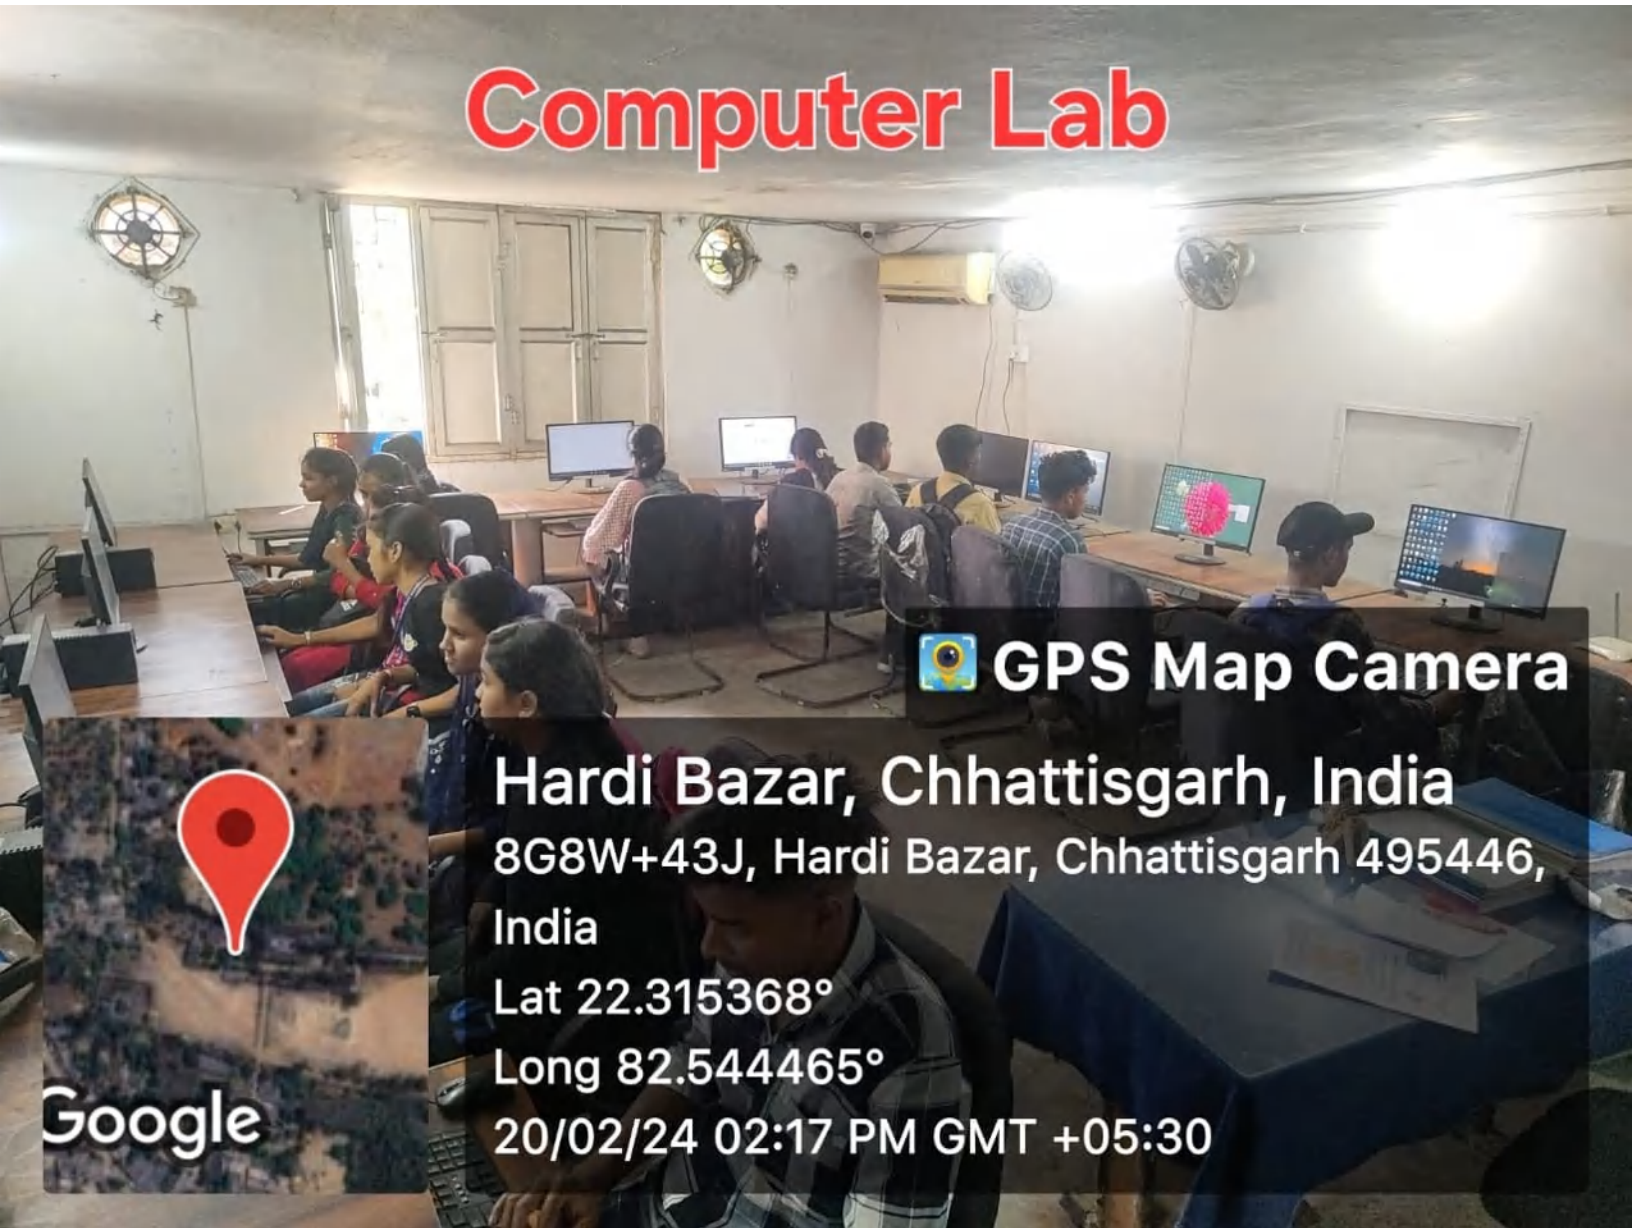 Computer Lab
GPS Map Camera
Hardi Bazar, Chhattisgarh, India
8G8W+43J, Hardi Bazar, Chhattisgarh 495446,
India
Lat 22.315368°
Long 82.544465°
20/02/24 02:17 PM GMT +05:30
Google